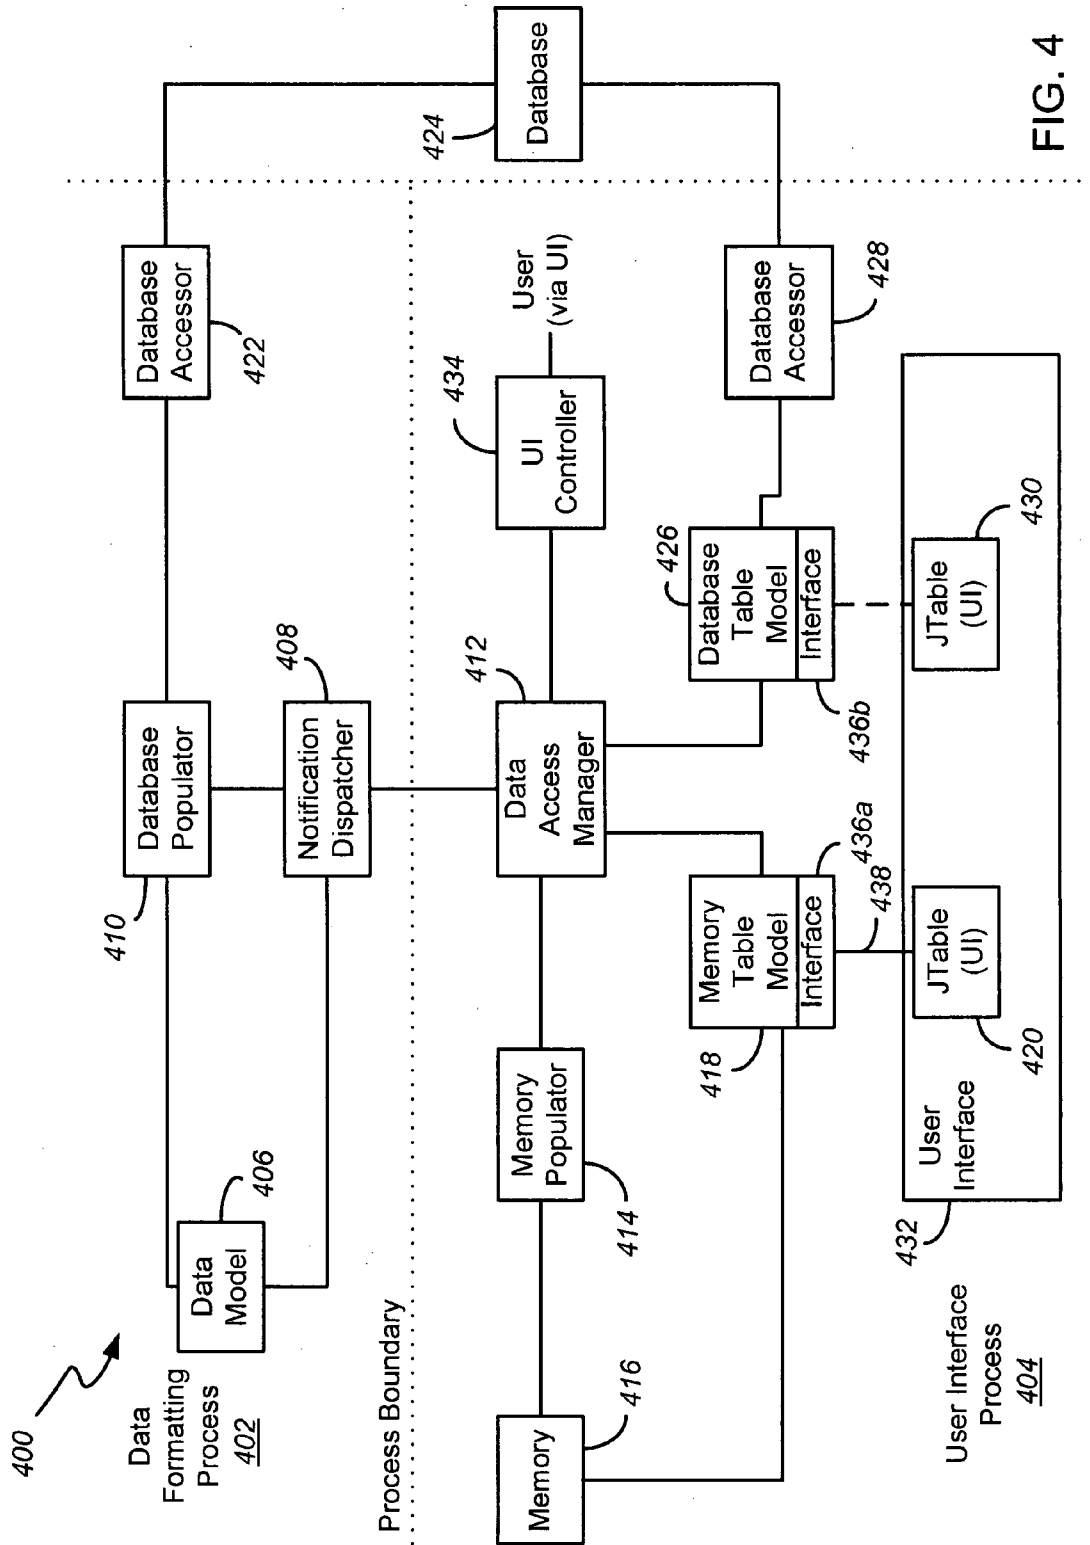 400
Data
Formatting
Process
402
Data
Model
406
Database
Populator
410
Notification
Dispatcher
408
Database
Accessor
422
Process Boundary
Memory
416
Memory
Populator
414
Data
Access
Manager
412
UI
Controller
434
User
(via UI)
Database
424
Memory
Table
Model
Interface
418
436a
438
Database
Table
Model
Interface
426
436b
Database
Accessor
428
User Interface
Process
404
User
Interface
432
JTable
(UI)
420
JTable
(UI)
430
FIG. 4